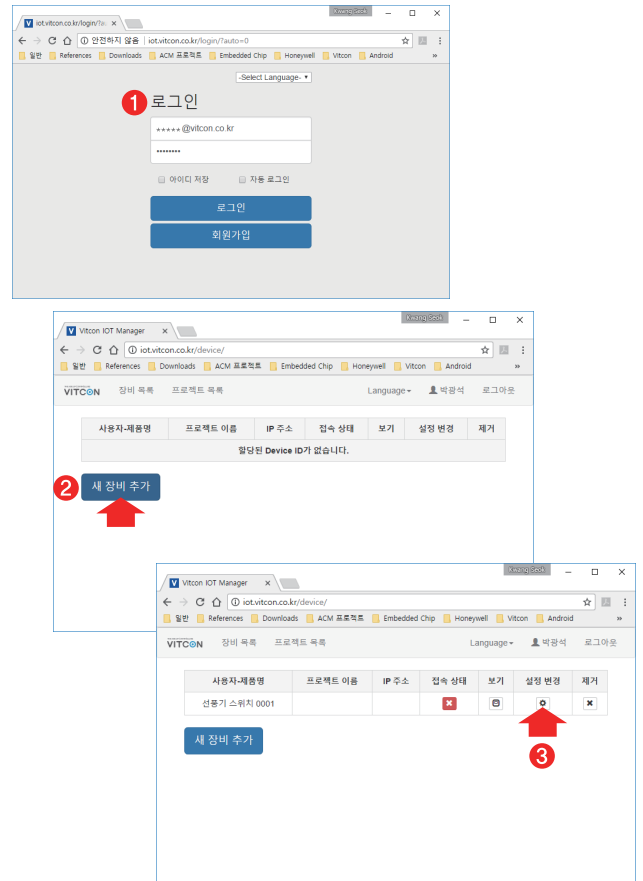 Kwang Seok
iot.vitcon.co.kr/login/?a
안전하지 않음 | iot.vitcon.co.kr/login/?auto=0
일반 References Downloads ACM 프로젝트 Embedded Chip Honeywell Vitcon Android »
-Select Language-
1 로그인
*****@vitcon.co.kr
••••••••
아이디 저장 자동 로그인
로그인
회원가입
Kwang Seok
Vitcon IOT Manager
iot.vitcon.co.kr/device/
일반 References Downloads ACM 프로젝트 Embedded Chip Honeywell Vitcon Android »
VITCON 장비 목록 프로젝트 목록 Language 박광석 로그아웃
사용자-제품명 프로젝트 이름 IP 주소 접속 상태 보기 설정 변경 제거
할당된 Device ID가 없습니다.
2 새 장비 추가
Kwang Seok
Vitcon IOT Manager
iot.vitcon.co.kr/device/
일반 References Downloads ACM 프로젝트 Embedded Chip Honeywell Vitcon Android »
VITCON 장비 목록 프로젝트 목록 Language 박광석 로그아웃
사용자-제품명 프로젝트 이름 IP 주소 접속 상태 보기 설정 변경 제거
선풍기 스위치 0001
새 장비 추가
3